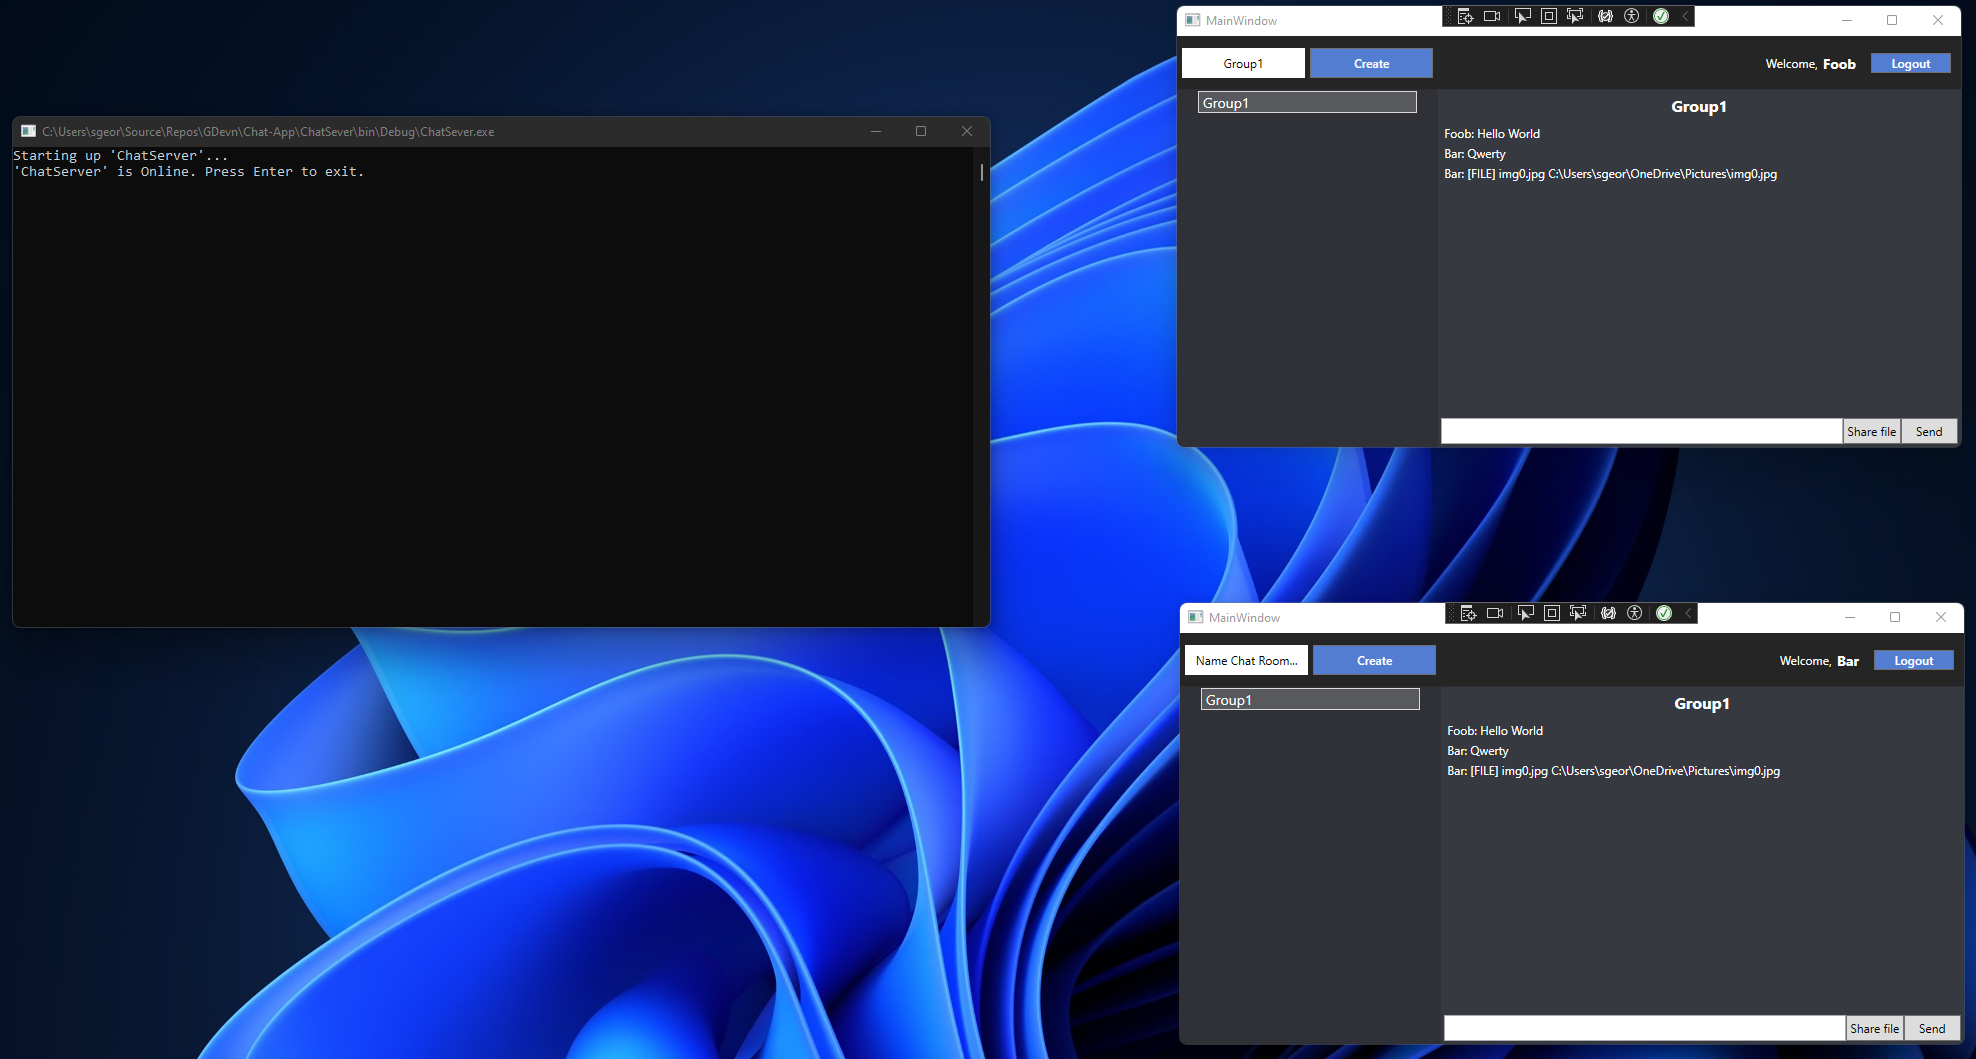 C:\Users\sgeor\Source\Repos\GDevn\Chat-App\ChatSever\bin\Debug\ChatSever.exe
Starting up 'ChatServer'...
'ChatServer' is Online. Press Enter to exit.
MainWindow
Group1
Create
Welcome, Foob
Logout
Group1
Group1
Foob: Hello World
Bar: Qwerty
Bar: [FILE] img0.jpg C:\Users\sgeor\OneDrive\Pictures\img0.jpg
Share file
Send
MainWindow
Name Chat Room...
Create
Welcome, Bar
Logout
Group1
Group1
Foob: Hello World
Bar: Qwerty
Bar: [FILE] img0.jpg C:\Users\sgeor\OneDrive\Pictures\img0.jpg
Share file
Send